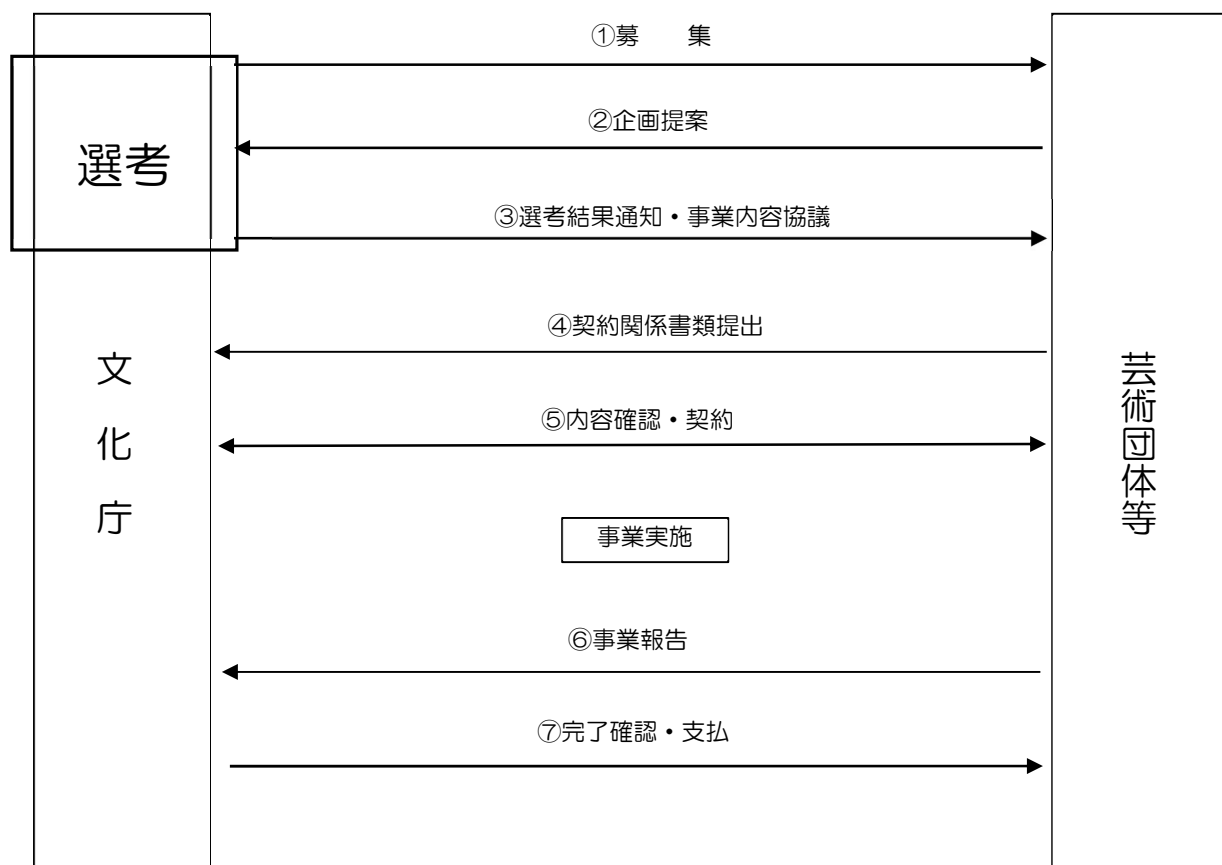 ①募　　集
②企画提案
選考
③選考結果通知・事業内容協議
④契約関係書類提出
文化庁
芸術団体等
⑤内容確認・契約
事業実施
⑥事業報告
⑦完了確認・支払